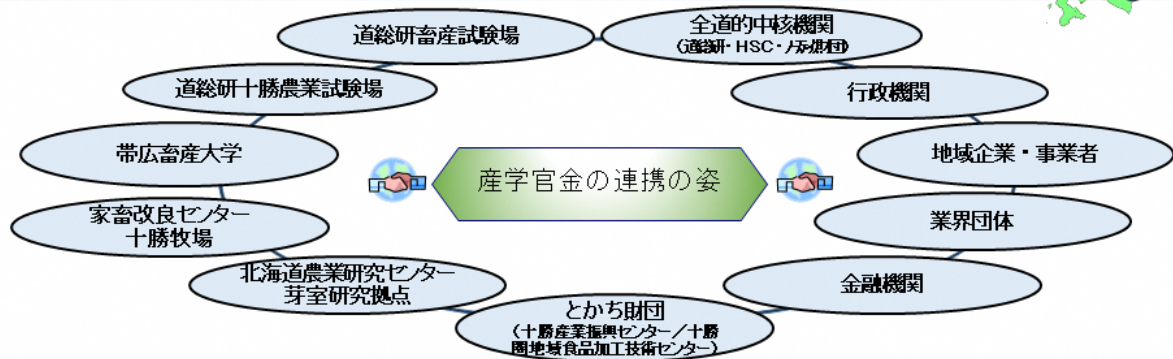 道総研畜産試験場
全道的中核機関
(道総研・HSC・ノーステック財団)
道総研十勝農業試験場
行政機関
帯広畜産大学
産学官金の連携の姿
地域企業・事業者
家畜改良センター
十勝牧場
業界団体
北海道農業研究センター
芽室研究拠点
金融機関
とかち財団
(十勝産業振興センター/十勝
圏地域食品加工技術センター)